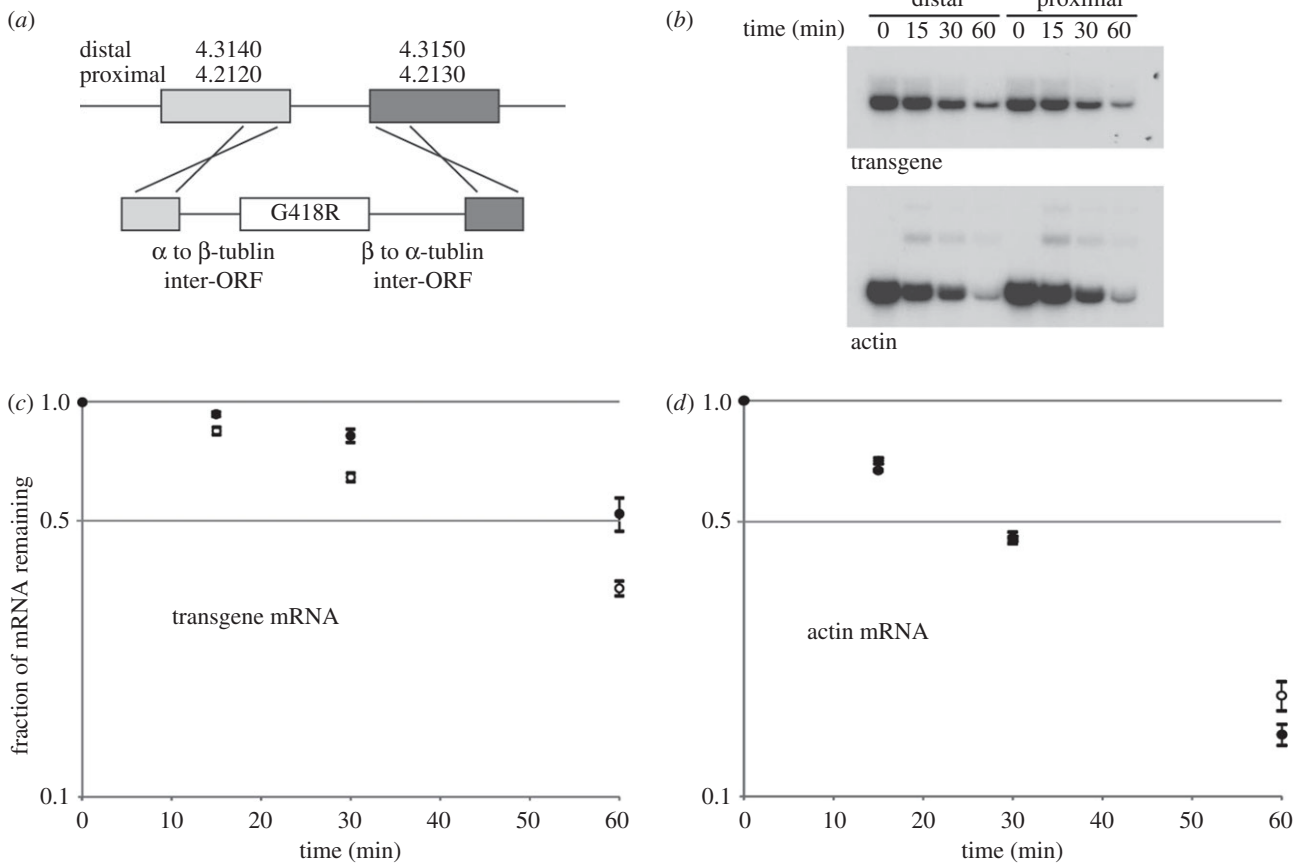 (a)
distal 4.3140 4.3150
proximal 4.2120 4.2130
G418R
α to β-tublin β to α-tublin
inter-ORF inter-ORF
(b)
distal proximal
time (min) 0 15 30 60 0 15 30 60
transgene
actin
(c)
fraction of mRNA remaining
1.0
0.5
0.1
transgene mRNA
0 10 20 30 40 50 60
time (min)
(d)
1.0
0.5
0.1
actin mRNA
0 10 20 30 40 50 60
time (min)